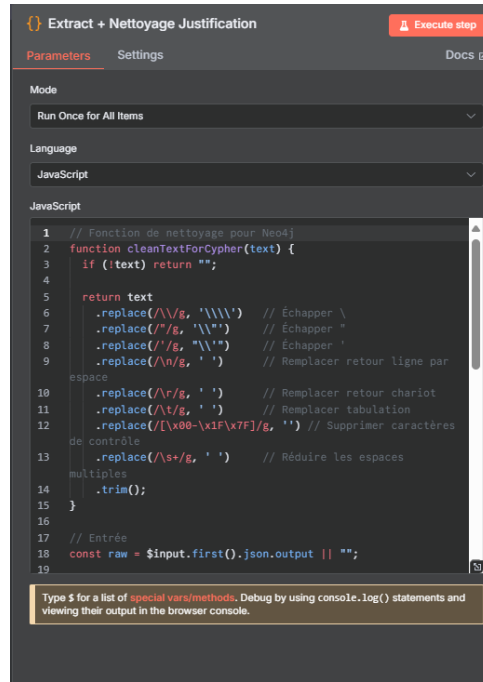 {} Extract + Nettoyage Justification
Execute step
Parameters Settings Docs
Mode
Run Once for All Items
Language
JavaScript
JavaScript
1 // Fonction de nettoyage pour Neo4j
2 function cleanTextForCypher(text) {
3 if (!text) return "";
4
5 return text
6 .replace(/\\/g, '\\\\') // Échapper \
7 .replace(/"/g, '\\"') // Échapper "
8 .replace(/'/g, "\\'") // Échapper '
9 .replace(/\n/g, ' ') // Remplacer retour ligne par
espace
10 .replace(/\r/g, ' ') // Remplacer retour chariot
11 .replace(/\t/g, ' ') // Remplacer tabulation
12 .replace(/[\x00-\x1F\x7F]/g, '') // Supprimer caractères
de contrôle
13 .replace(/\s+/g, ' ') // Réduire les espaces
multiples
14 .trim();
15 }
16
17 // Entrée
18 const raw = $input.first().json.output || "";
19
Type $ for a list of special vars/methods. Debug by using console.log() statements and
viewing their output in the browser console.